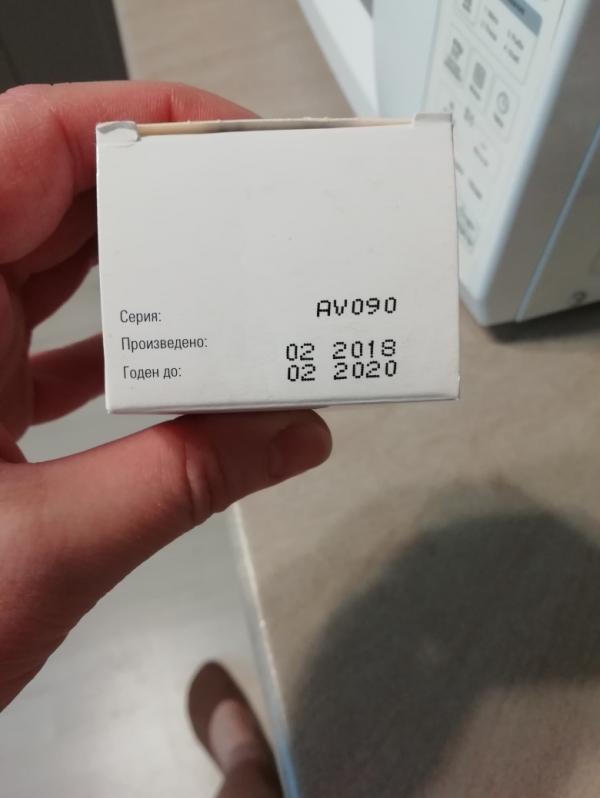 Серия: AV090
Произведено: 02 2018
Годен до: 02 2020